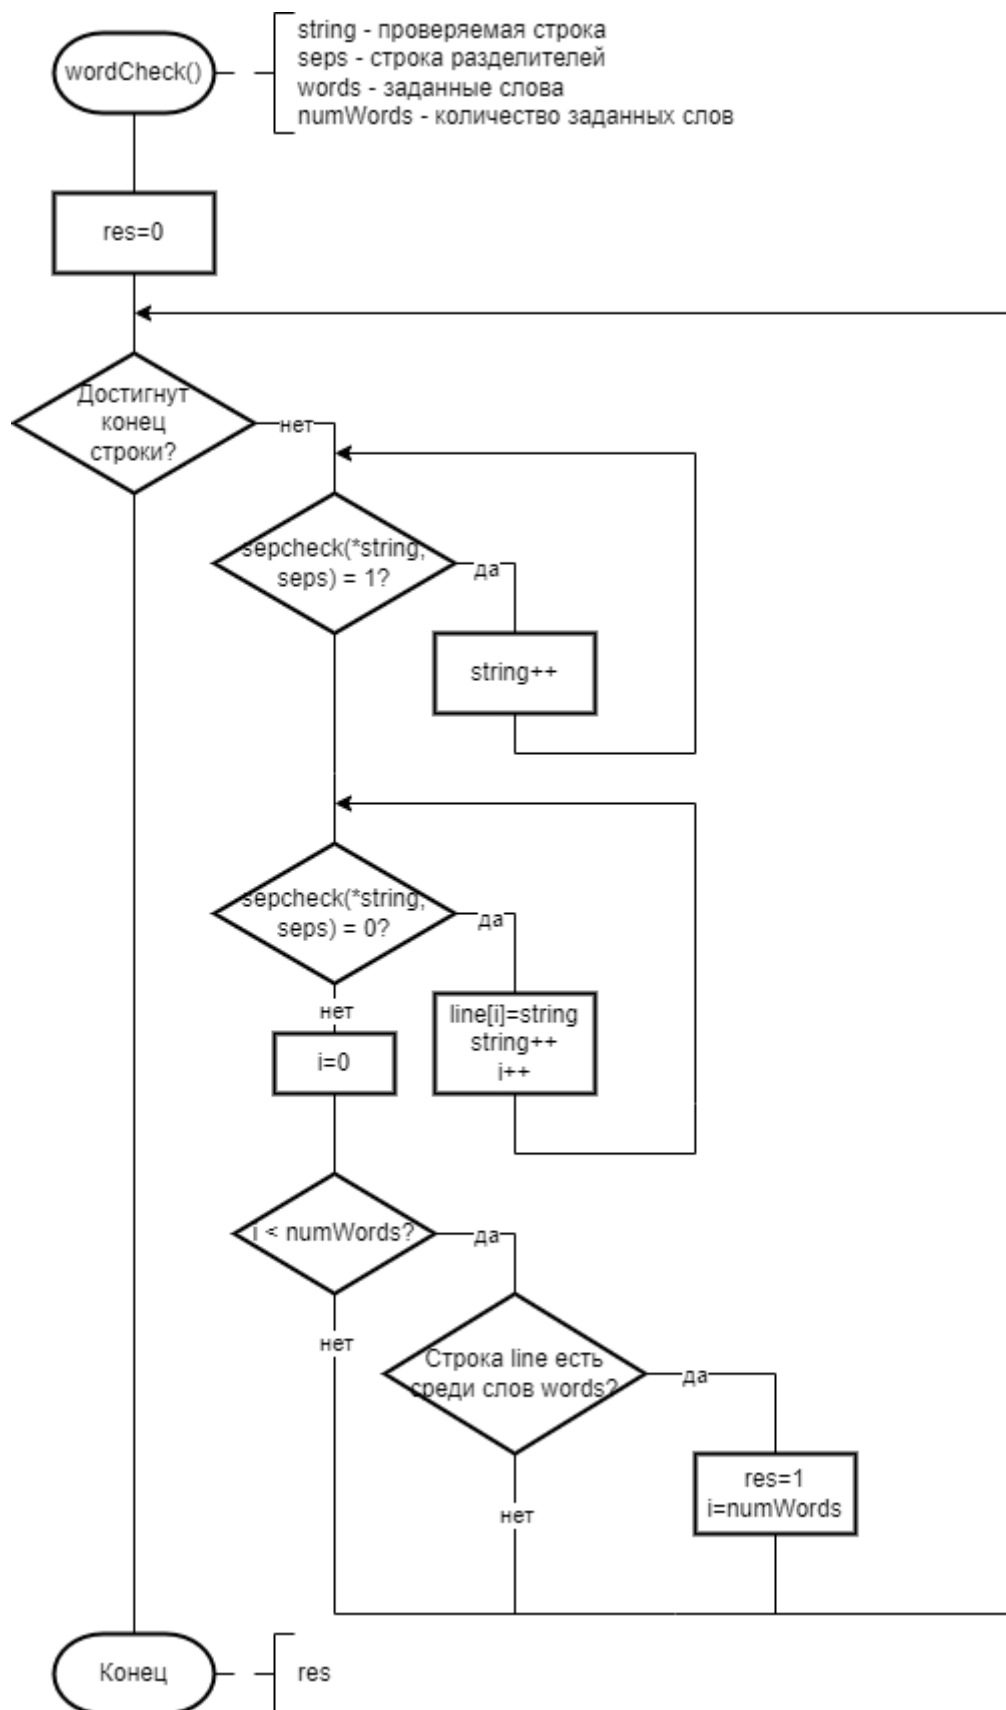 wordCheck()
string - проверяемая строка
seps - строка разделителей
words - заданные слова
numWords - количество заданных слов
res=0
Достигнут
конец
строки?
нет
sepcheck(*string,
seps) = 1?
да
string++
sepcheck(*string,
seps) = 0?
да
нет
line[i]=string
string++
i++
i=0
i < numWords?
да
нет
Строка line есть
среди слов words?
да
нет
res=1
i=numWords
Конец
res